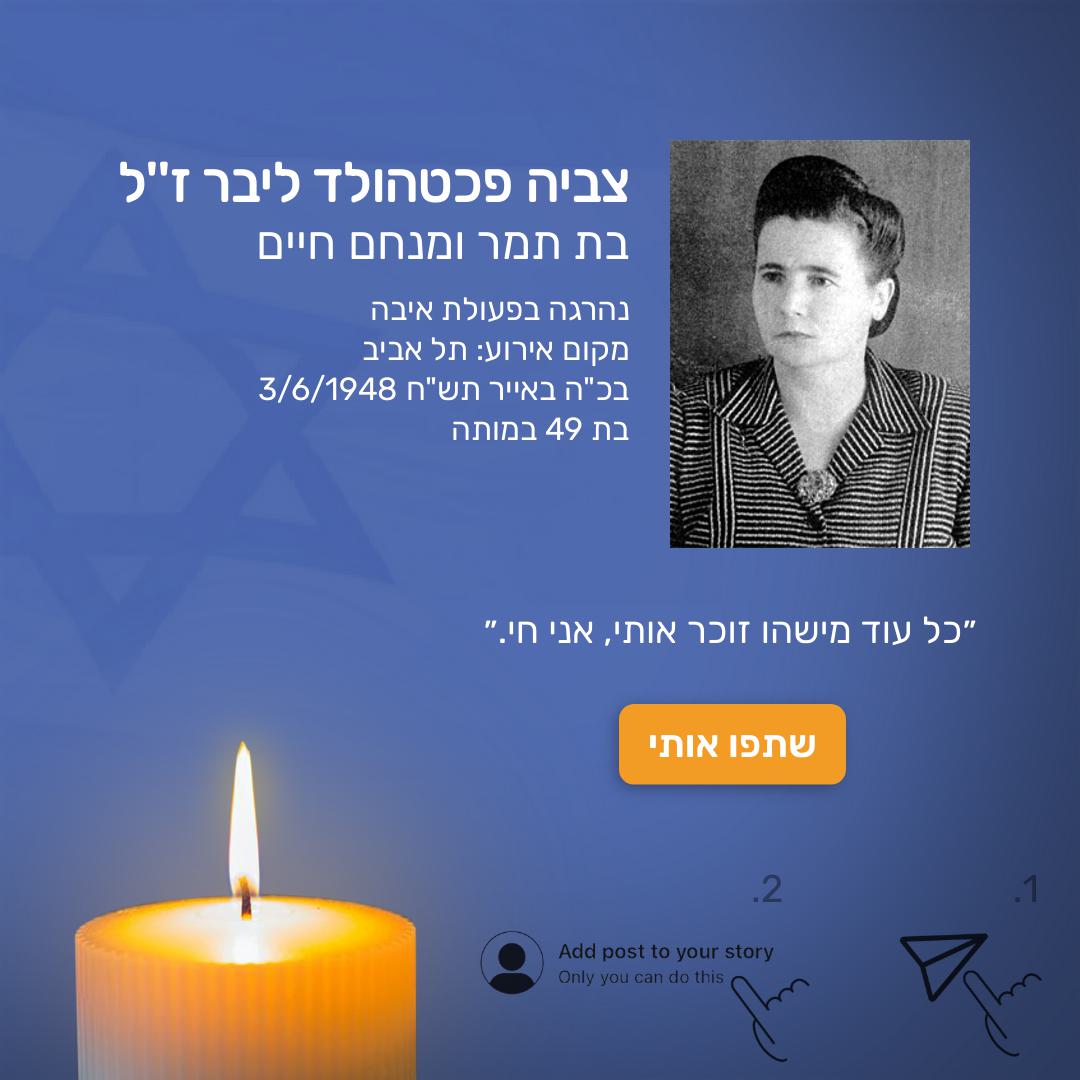 צביה פכטהולד ליבר ז"ל
בת תמר ומנחם חיים
נהרגה בפעולת איבה
מקום אירוע: תל אביב
בכ"ה באייר תש"ח 3/6/1948
בת 49 במותה
״כל עוד מישהו זוכר אותי, אני חי.״
שתפו אותי
1.
2.
Add post to your story
Only you can do this